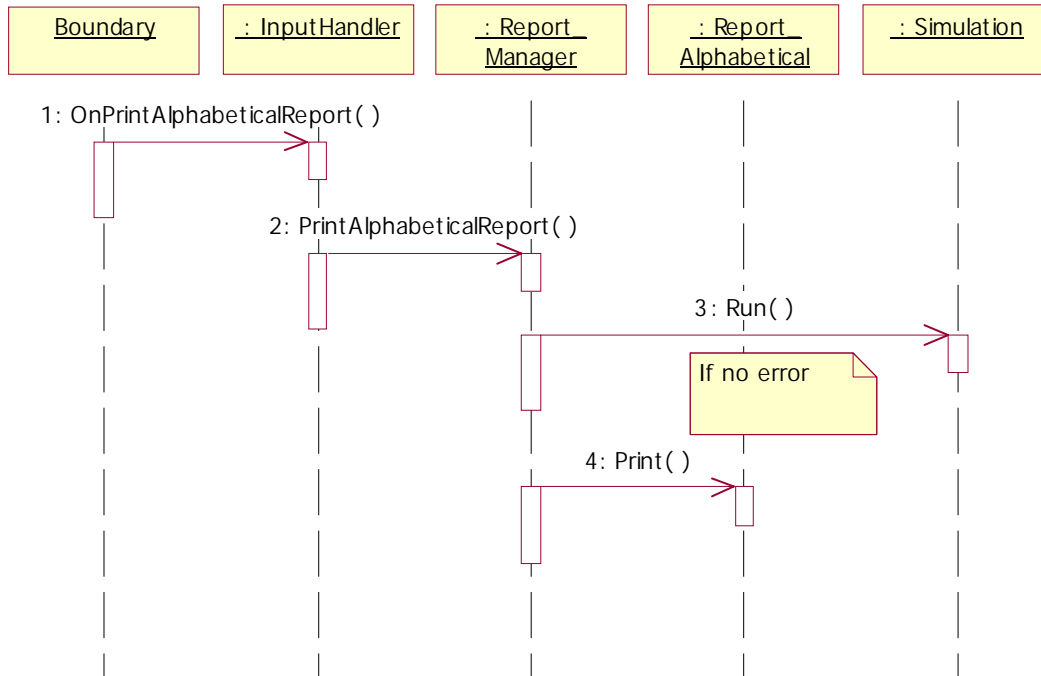 Boundary
: InputHandler
: Report_
Manager
: Report_
Alphabetical
: Simulation
1: OnPrintAlphabeticalReport( )
2: PrintAlphabeticalReport( )
3: Run( )
If no error
4: Print( )